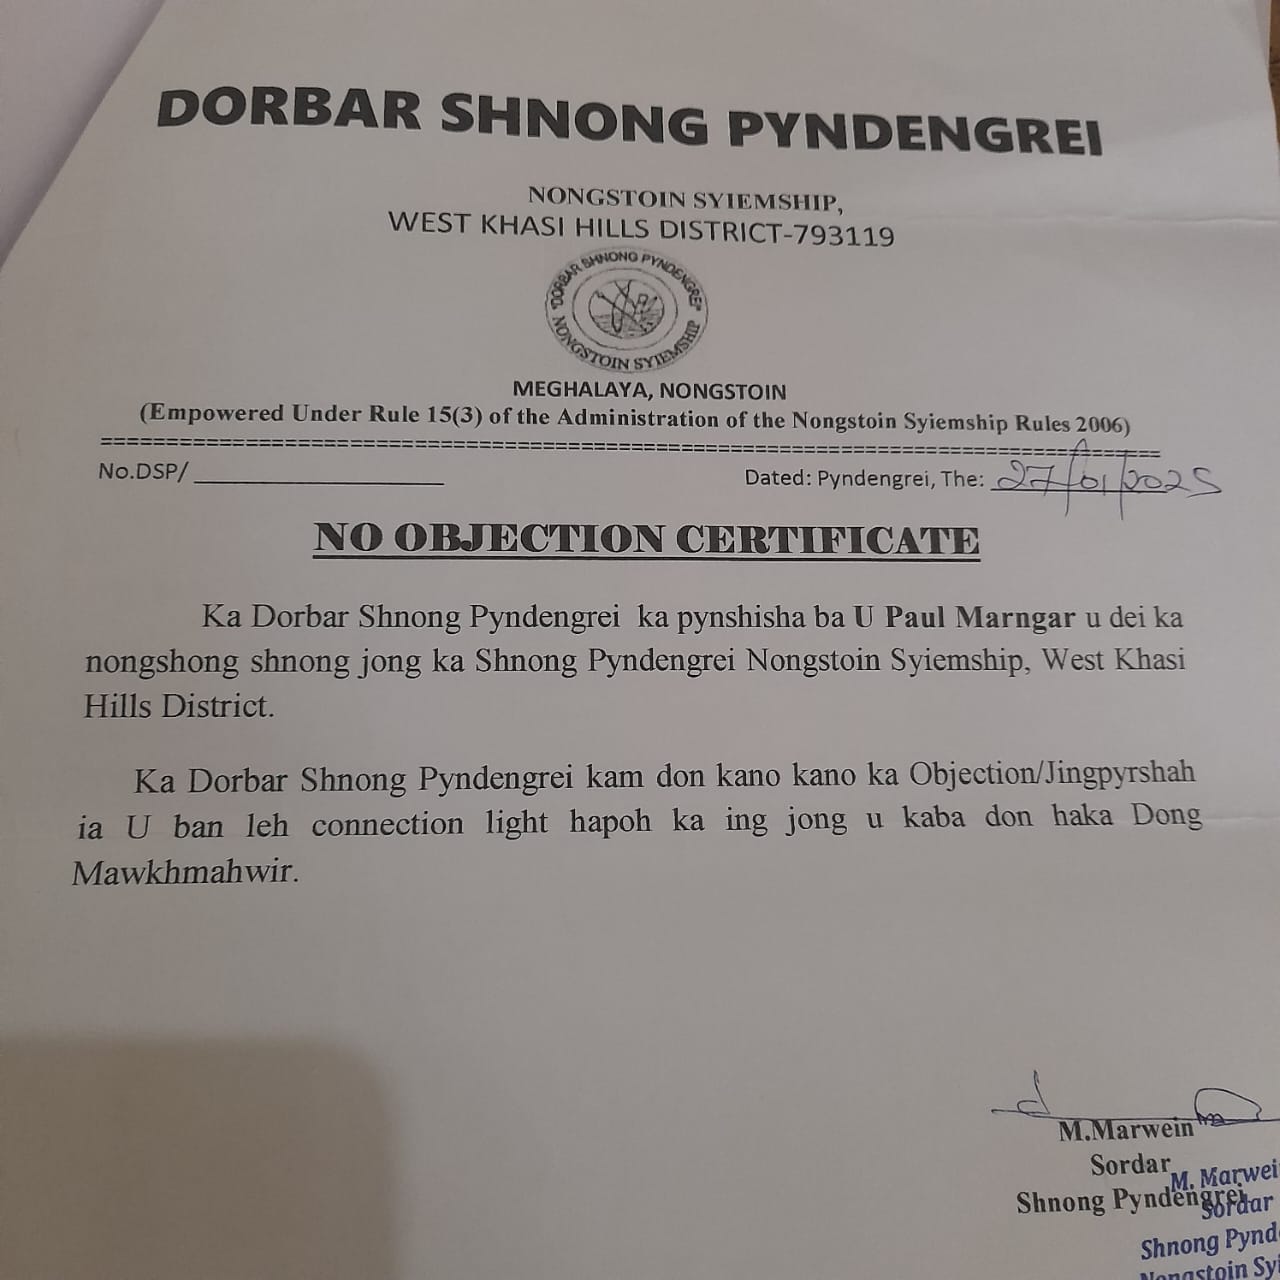 DORBAR SHNONG PYNDENGREI
NONGSTOIN SYIEMSHIP,
WEST KHASI HILLS DISTRICT-793119
DORBAR SHNONG PYNDENGREI
NONGSTOIN SYIEMSHIP
MEGHALAYA, NONGSTOIN
(Empowered Under Rule 15(3) of the Administration of the Nongstoin Syiemship Rules 2006)
No.DSP/ Dated: Pyndengrei, The: 27/01/2025
NO OBJECTION CERTIFICATE
Ka Dorbar Shnong Pyndengrei ka pynshisha ba U Paul Marngar u dei ka
nongshong shnong jong ka Shnong Pyndengrei Nongstoin Syiemship, West Khasi
Hills District.
Ka Dorbar Shnong Pyndengrei kam don kano kano ka Objection/Jingpyrshah
ia U ban leh connection light hapoh ka ing jong u kaba don haka Dong
Mawkhmahwir.
M.Marwein
Sordar
Shnong Pyndengrei
M. Marwei
Sordar
Shnong Pynd
Nongstoin Sy